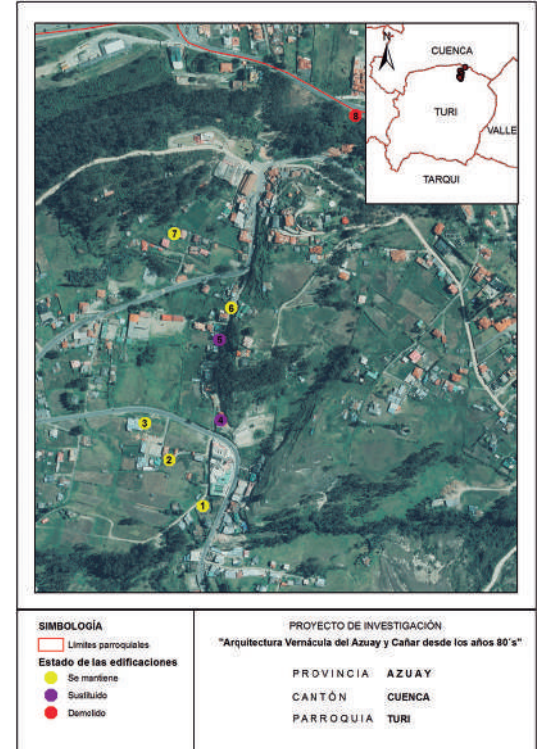 N
CUENCA
TURI
VALLE
TARQUI
8
7
6
5
4
3
2
1
SIMBOLOGÍA
Límites parroquiales
Estado de las edificaciones
Se mantiene
Sustituido
Demolido
PROYECTO DE INVESTIGACIÓN
"Arquitectura Vernácula del Azuay y Cañar desde los años 80´s"
PROVINCIA AZUAY
CANTÓN CUENCA
PARROQUIA TURI